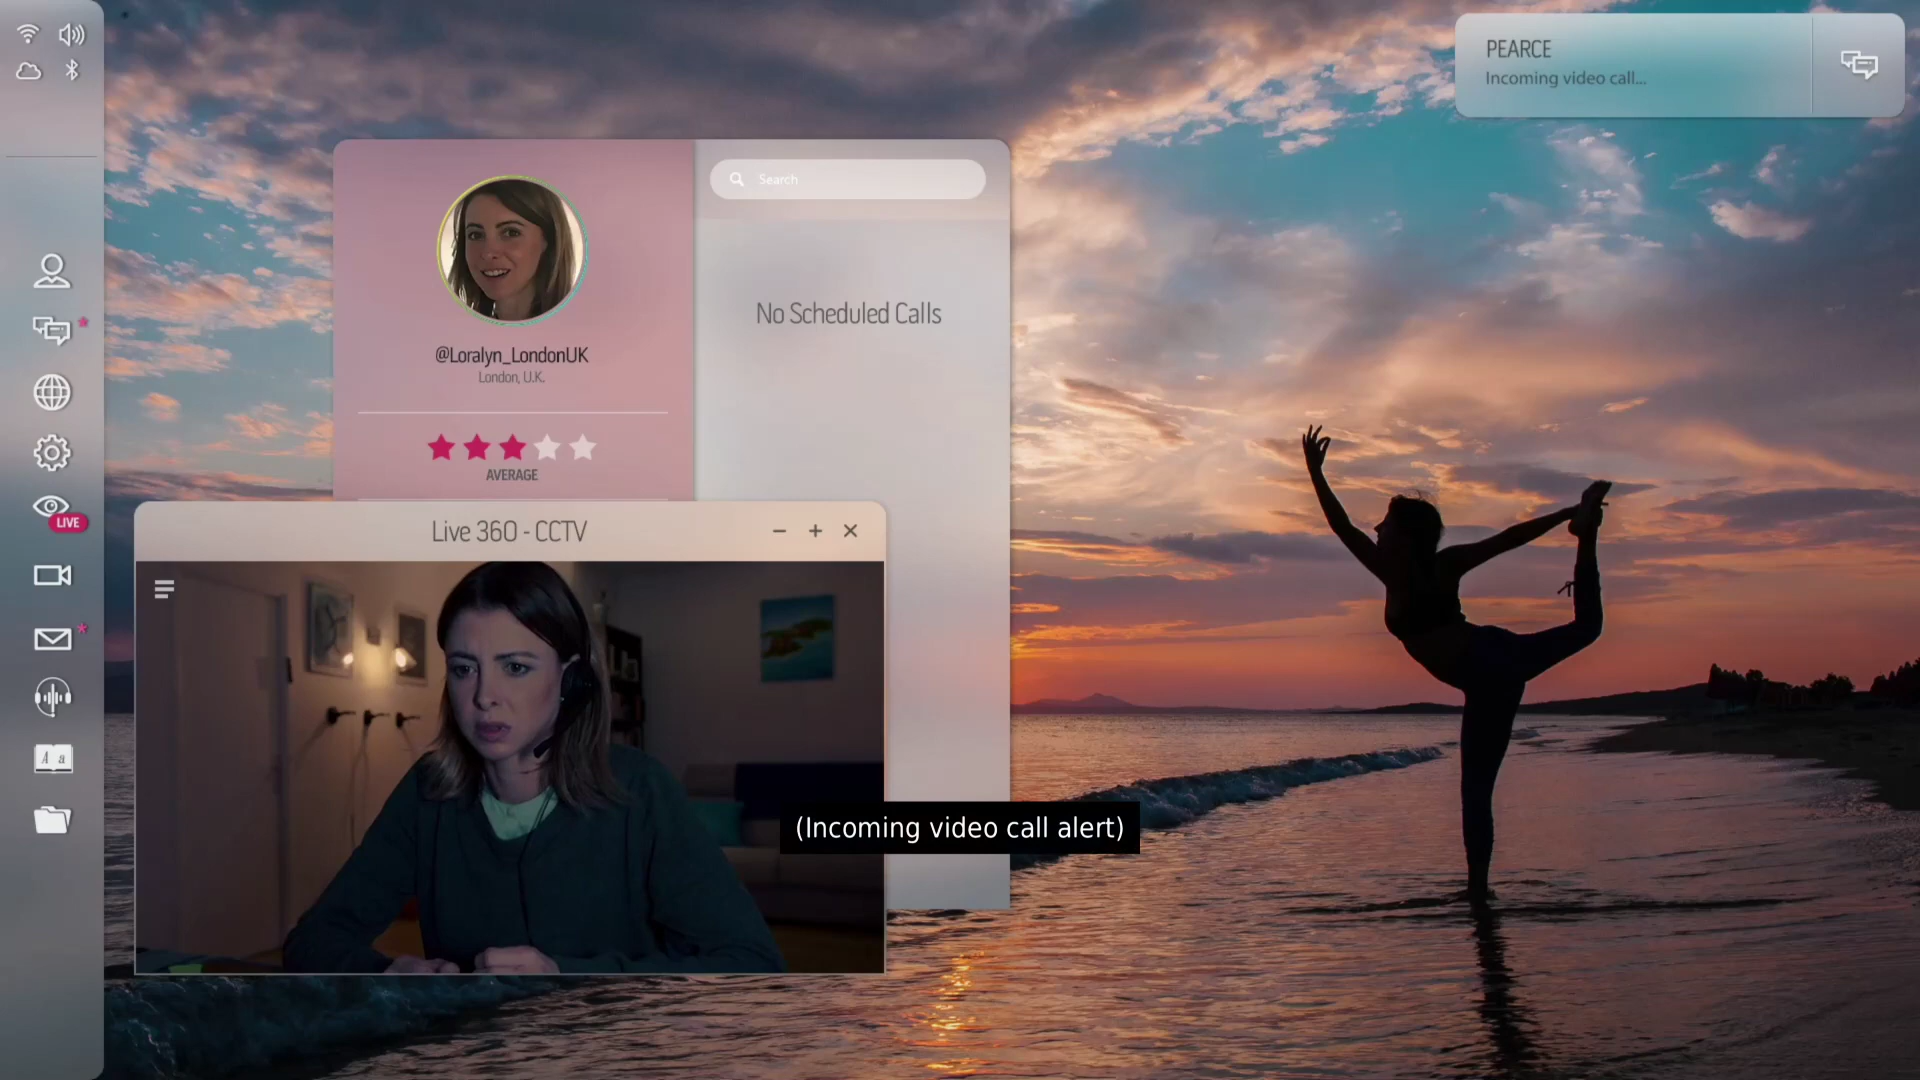 PEARCE
Incoming video call...
Search
No Scheduled Calls
@Loralyn_LondonUK
London, U.K.
AVERAGE
LIVE
Live 360 - CCTV
A a
(Incoming video call alert)